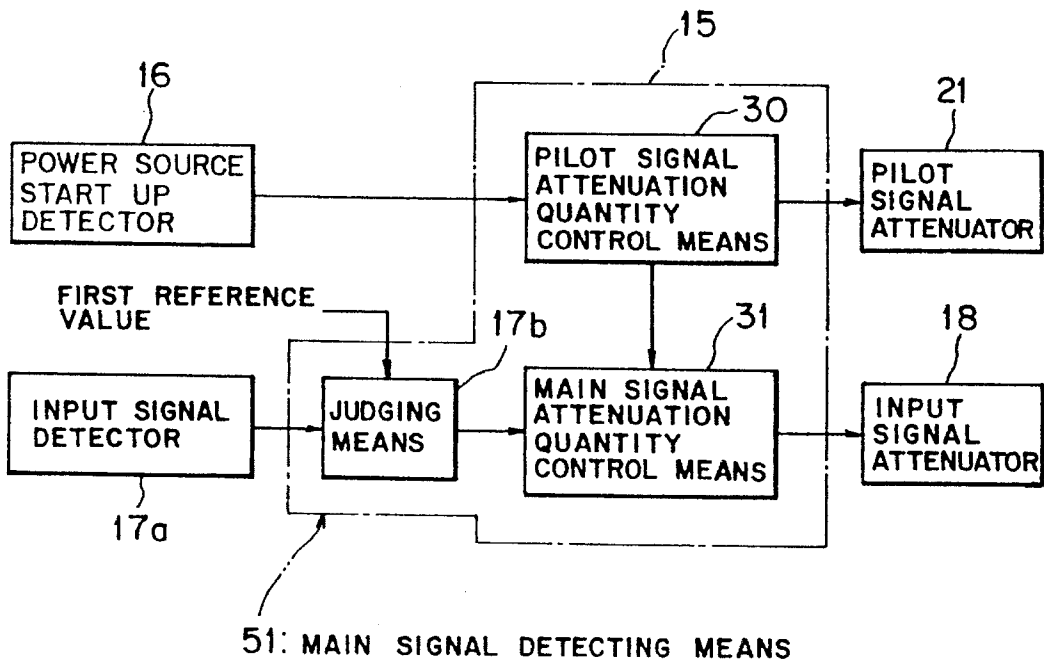 15
16
30
21
POWER SOURCE
START UP
DETECTOR
PILOT SIGNAL
ATTENUATION
QUANTITY
CONTROL MEANS
PILOT
SIGNAL
ATTENUATOR
FIRST REFERENCE
VALUE
17b
31
18
INPUT SIGNAL
DETECTOR
JUDGING
MEANS
MAIN SIGNAL
ATTENUATION
QUANTITY
CONTROL MEANS
INPUT
SIGNAL
ATTENUATOR
17a
51: MAIN SIGNAL DETECTING MEANS